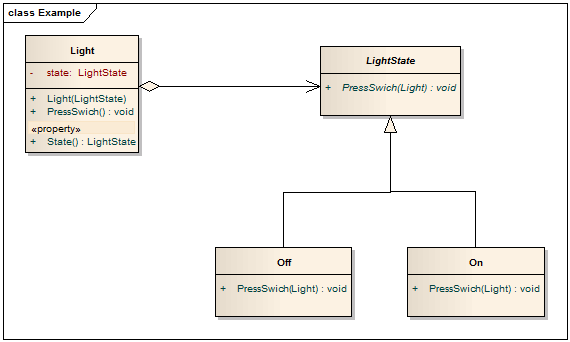 class Example
Light
- state: LightState
+ Light(LightState)
+ PressSwich() : void
«property»
+ State() : LightState
LightState
+ PressSwich(Light) : void
Off
+ PressSwich(Light) : void
On
+ PressSwich(Light) : void